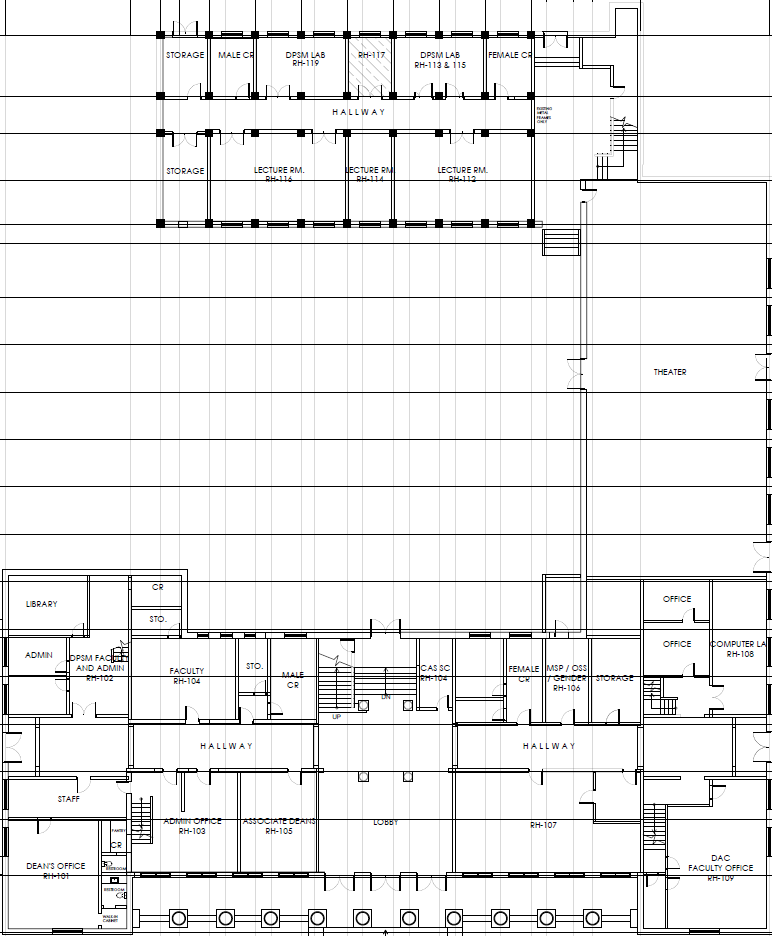 STORAGE
MALE CR
DPSM LAB
RH-119
RH-117
DPSM LAB
RH-113 & 115
FEMALE CR
HALLWAY
EXISTING
METAL
FRAMES
ONLY
STORAGE
LECTURE RM.
RH-116
LECTURE RM.
RH-114
LECTURE RM.
RH-112
THEATER
LIBRARY
CR
STO.
OFFICE
ADMIN
DPSM FACULTY
AND ADMIN
RH-102
FACULTY
RH-104
STO.
MALE
CR
UP
DN
CAS SC
RH-104
FEMALE
CR
MSP / OSS
/ GENDER
RH-106
STORAGE
OFFICE
COMPUTER LA
RH-108
HALLWAY
HALLWAY
STAFF
ADMIN OFFICE
RH-103
ASSOCIATE DEANS
RH-105
LOBBY
RH-107
PANTRY
CR
DEAN'S OFFICE
RH-101
RESTROOM
RESTROOM
WALK-IN
CABINET
DAC
FACULTY OFFICE
RH-109